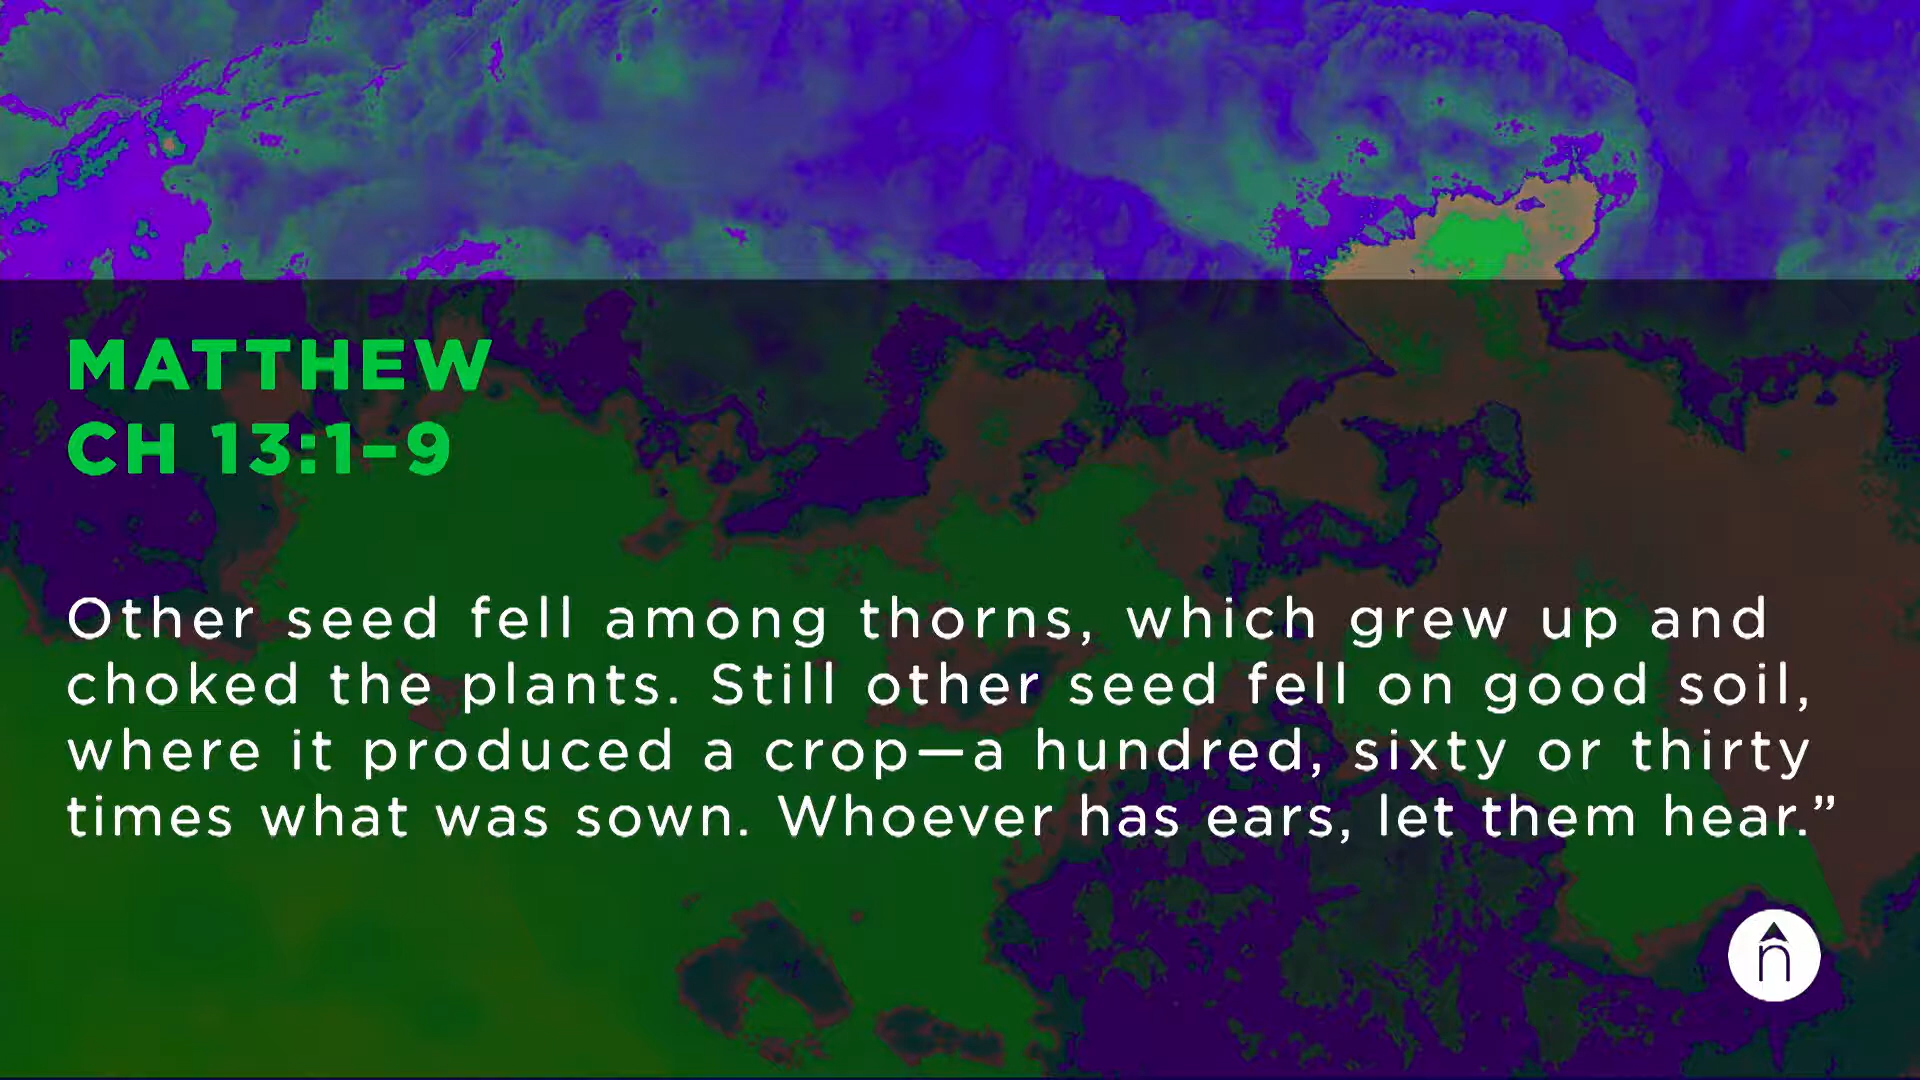 MATTHEW
CH 13:1-9
Other seed fell among thorns, which grew up and
choked the plants. Still other seed fell on good soil,
where it produced a crop—a hundred, sixty or thirty
times what was sown. Whoever has ears, let them hear.”
n